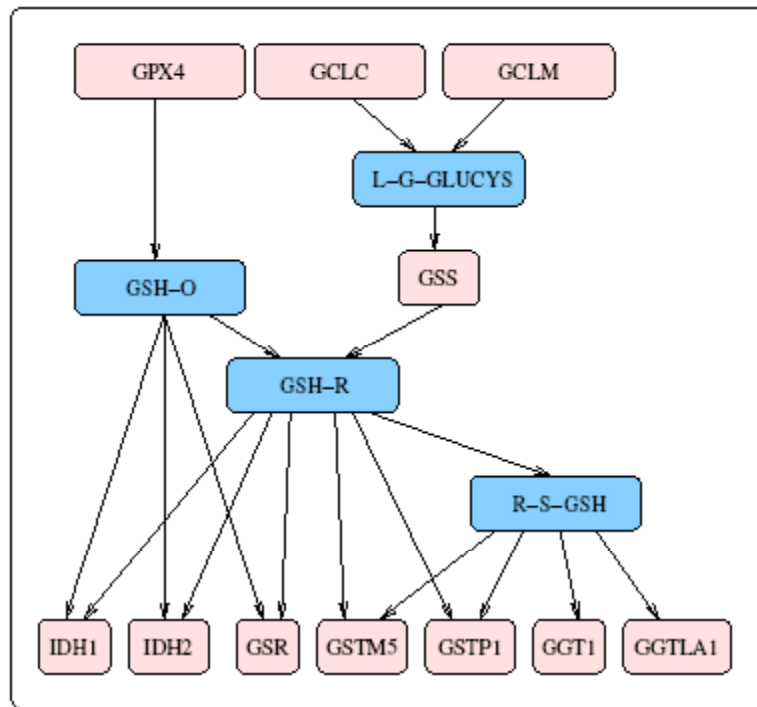 GPX4
GCLC
GCLM
L–G–GLUCYS
GSS
GSH–O
GSH–R
R–S–GSH
IDH1
IDH2
GSR
GSTM5
GSTP1
GGT1
GGTLA1